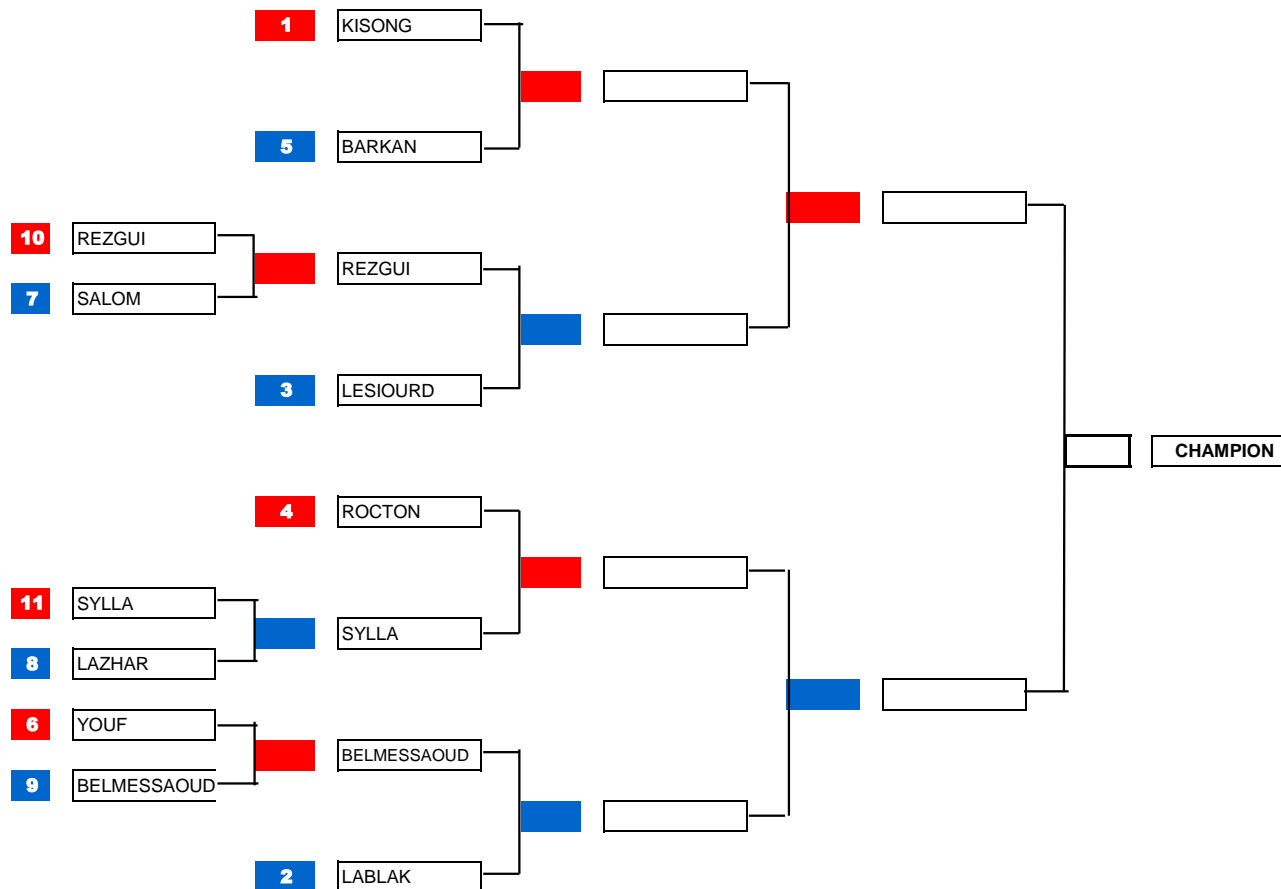 1 KISONG
5 BARKAN
10 REZGUI
REZGUI
7 SALOM
3 LESIOURD
CHAMPION
4 ROCTON
11 SYLLA
SYLLA
8 LAZHAR
6 YOUF
BELMESSAOUD
9 BELMESSAOUD
2 LABLAK